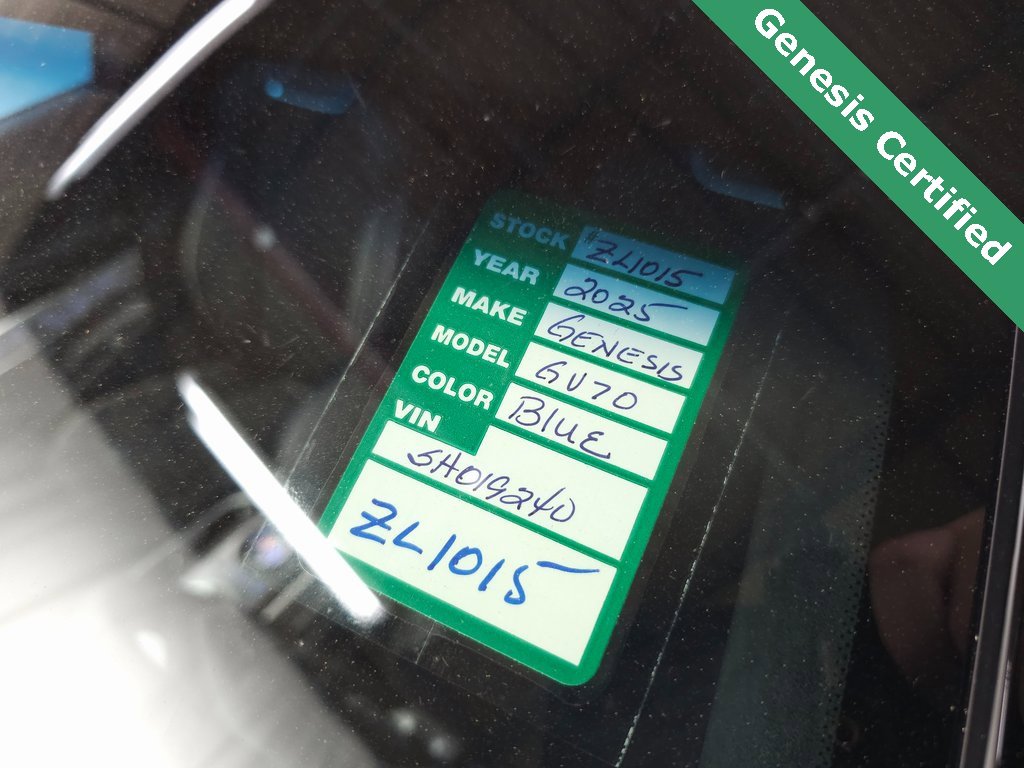 Genesis Certified
STOCK ZL1015
YEAR 2025
MAKE GENESIS
MODEL GV70
COLOR BLUE
VIN
SH019240
ZL1015